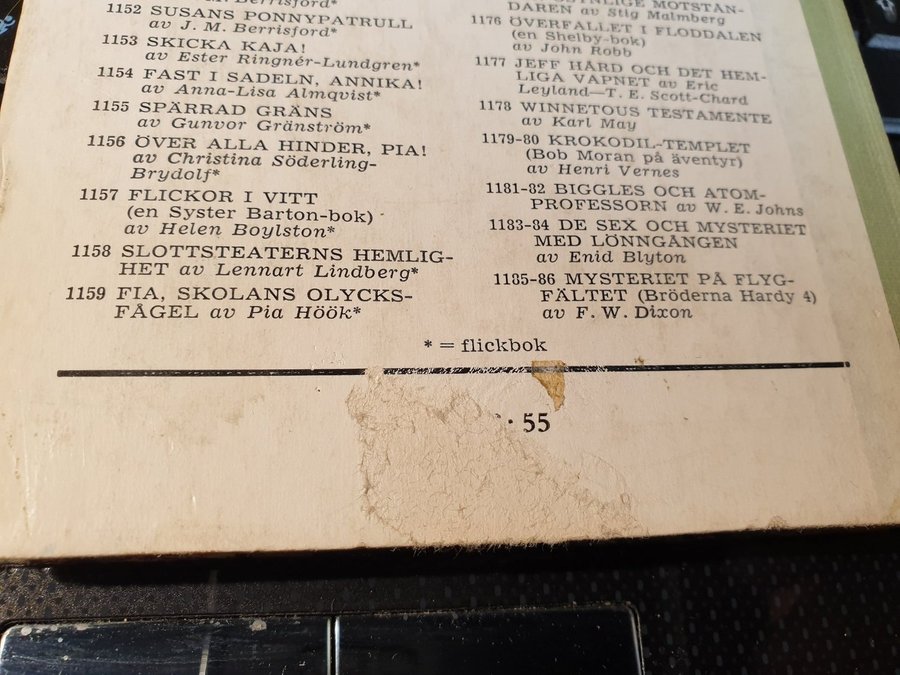 Berrisford*
1152 SUSANS PONNYPATRULL
av J. M. Berrisford*
1153 SKICKA KAJA!
av Ester Ringnér-Lundgren*
1154 FAST I SADELN, ANNIKA!
av Anna-Lisa Almqvist*
1155 SPÄRRAD GRÄNS
av Gunvor Gränström*
1156 ÖVER ALLA HINDER, PIA!
av Christina Söderling-
Brydolf*
1157 FLICKOR I VITT
(en Syster Barton-bok)
av Helen Boylston*
1158 SLOTTSTEATERNS HEMLIG-
HET av Lennart Lindberg*
1159 FIA, SKOLANS OLYCKS-
FÅGEL av Pia Höök*
MOTSTÅN-
DAREN av Stig Malmberg
1176 ÖVERFALLET I FLODDALEN
(en Shelby-bok)
av John Robb
1177 JEFF HÅRD OCH DET HEM-
LIGA VAPNET av Eric
Leyland—T. E. Scott-Chard
1178 WINNETOUS TESTAMENTE
av Karl May
1179-80 KROKODIL-TEMPLET
(Bob Moran på äventyr)
av Henri Vernes
1181-82 BIGGLES OCH ATOM-
PROFESSORN av W. E. Johns
1183-84 DE SEX OCH MYSTERIET
MED LÖNNGÅNGEN
av Enid Blyton
1185-86 MYSTERIET PÅ FLYG-
FÄLTET (Bröderna Hardy 4)
av F. W. Dixon
* = flickbok
55